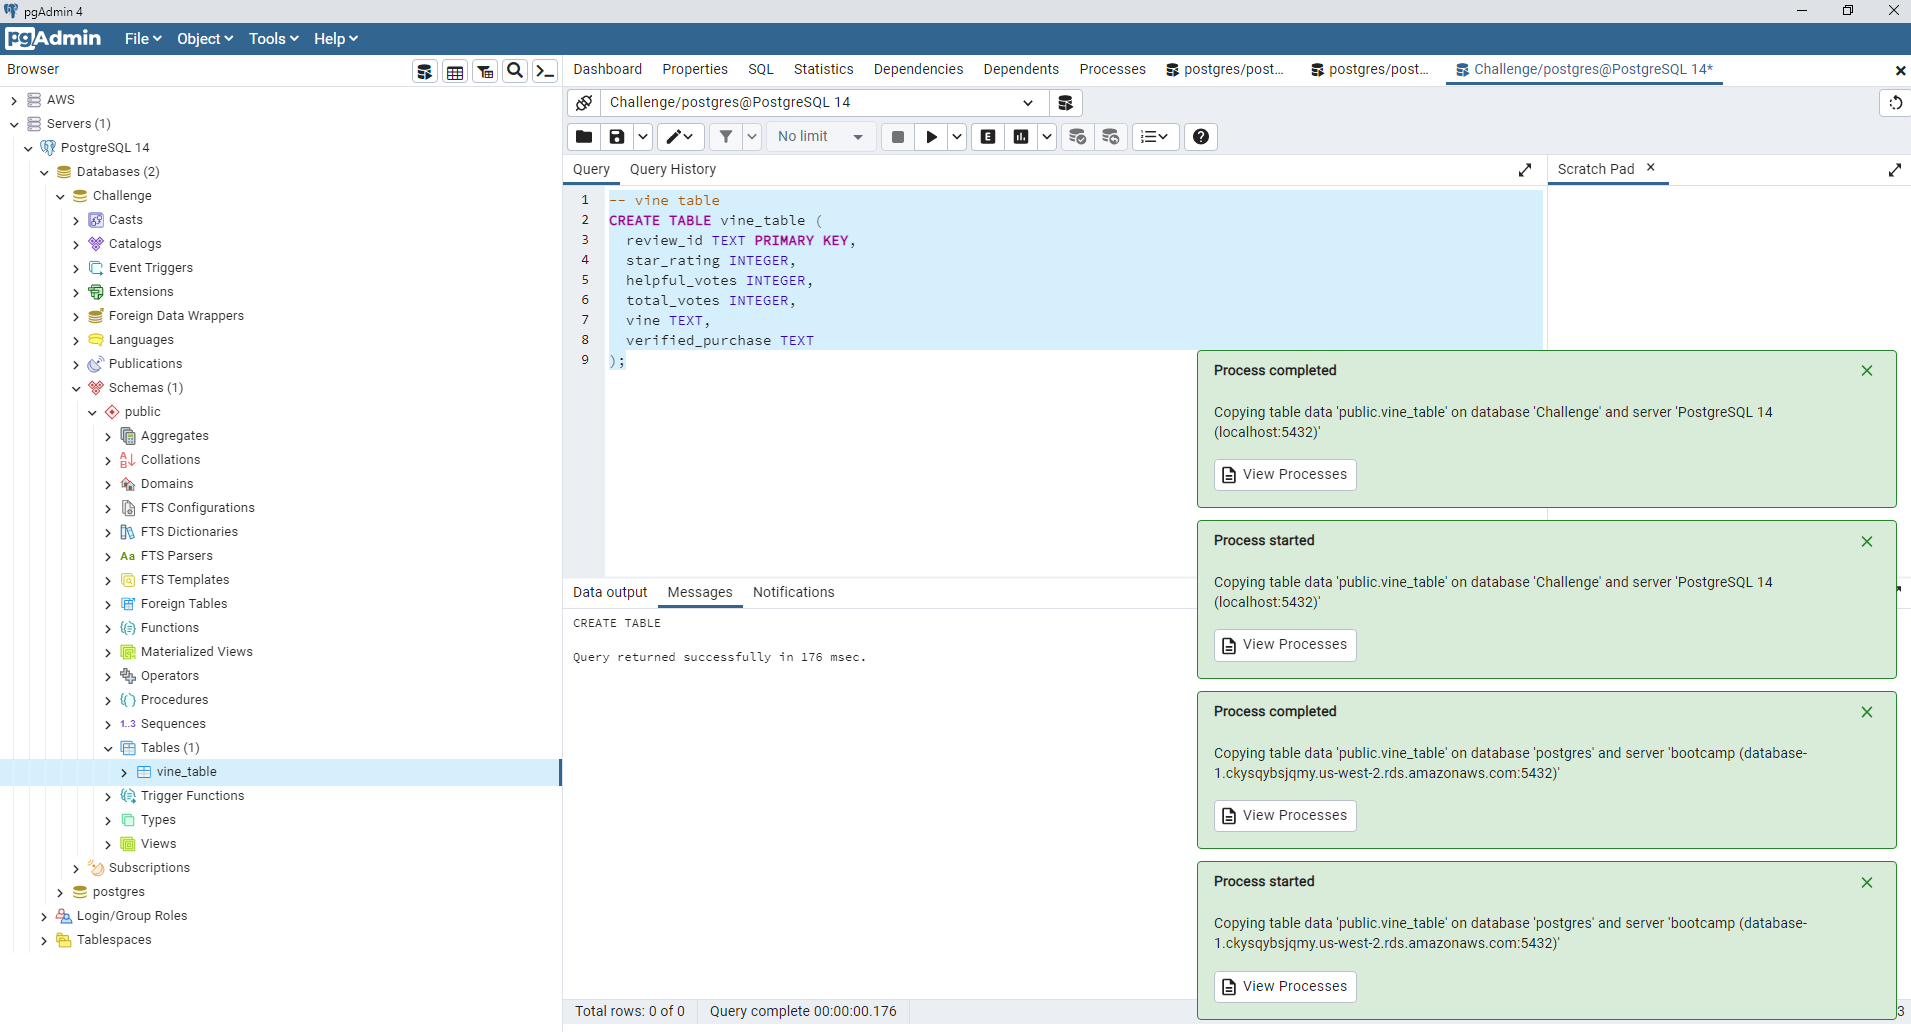 pgAdmin 4
pgAdmin File Object Tools Help
Browser
Dashboard Properties SQL Statistics Dependencies Dependents Processes postgres/post... postgres/post... Challenge/postgres@PostgreSQL 14*
AWS
Servers (1)
PostgreSQL 14
Databases (2)
Challenge
Casts
Catalogs
Event Triggers
Extensions
Foreign Data Wrappers
Languages
Publications
Schemas (1)
public
Aggregates
Collations
Domains
FTS Configurations
FTS Dictionaries
Aa FTS Parsers
FTS Templates
Foreign Tables
Functions
Materialized Views
Operators
Procedures
1..3 Sequences
Tables (1)
vine_table
Trigger Functions
Types
Views
Subscriptions
postgres
Login/Group Roles
Tablespaces
Challenge/postgres@PostgreSQL 14
No limit
E
Query Query History
Scratch Pad
1 -- vine table
2 CREATE TABLE vine_table (
3 review_id TEXT PRIMARY KEY,
4 star_rating INTEGER,
5 helpful_votes INTEGER,
6 total_votes INTEGER,
7 vine TEXT,
8 verified_purchase TEXT
9 );
Data output Messages Notifications
CREATE TABLE
Query returned successfully in 176 msec.
Process completed
Copying table data 'public.vine_table' on database 'Challenge' and server 'PostgreSQL 14
(localhost:5432)'
View Processes
Process started
Copying table data 'public.vine_table' on database 'Challenge' and server 'PostgreSQL 14
(localhost:5432)'
View Processes
Process completed
Copying table data 'public.vine_table' on database 'postgres' and server 'bootcamp (database-
1.ckysqybsjqmy.us-west-2.rds.amazonaws.com:5432)'
View Processes
Process started
Copying table data 'public.vine_table' on database 'postgres' and server 'bootcamp (database-
1.ckysqybsjqmy.us-west-2.rds.amazonaws.com:5432)'
View Processes
Total rows: 0 of 0 Query complete 00:00:00.176
3